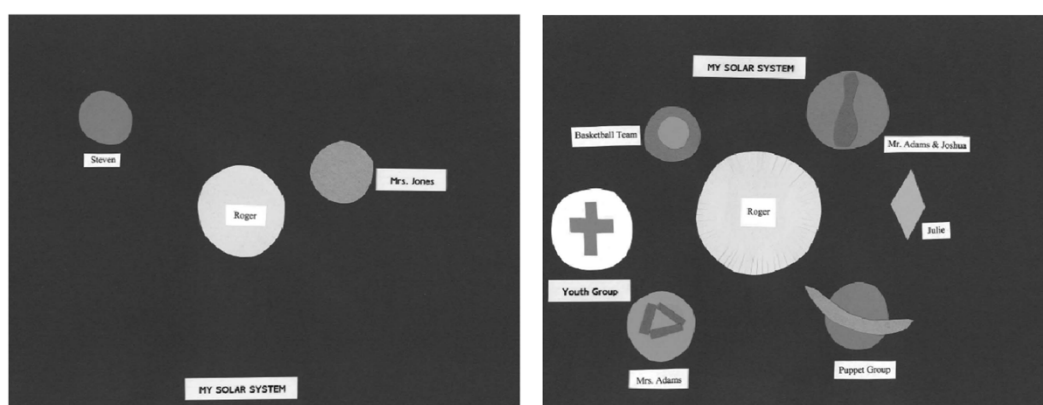 Steven
Mrs. Jones
Roger
MY SOLAR SYSTEM
MY SOLAR SYSTEM
Basketball Team
Mr. Adams & Joshua
Roger
Julie
Youth Group
Mrs. Adams
Puppet Group